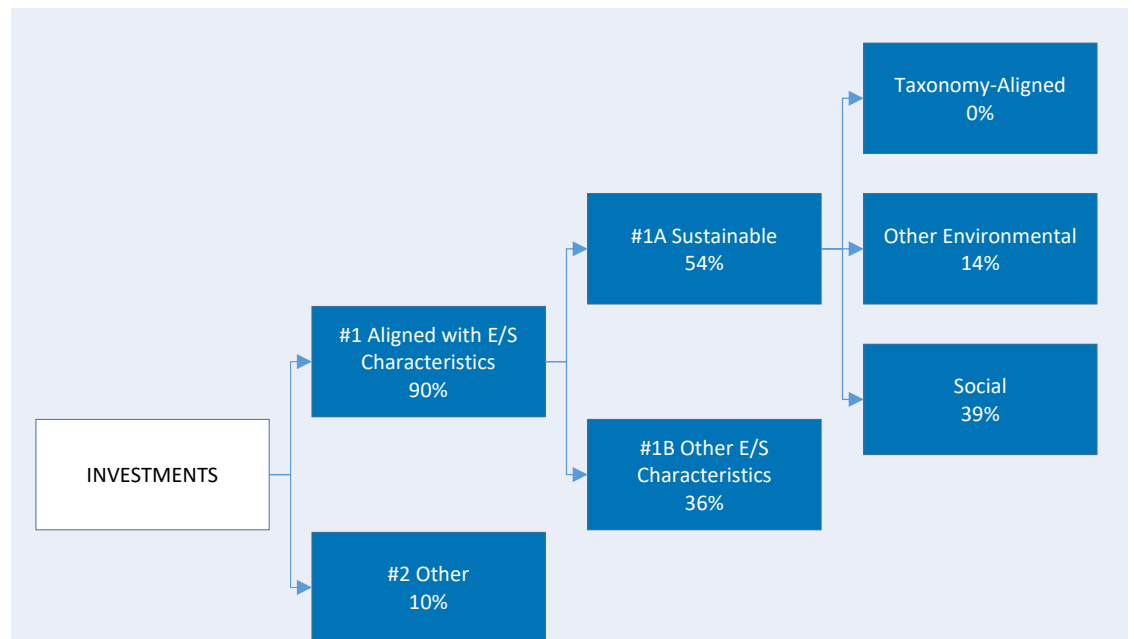 INVESTMENTS
#1 Aligned with E/S
Characteristics
90%
#2 Other
10%
#1A Sustainable
54%
#1B Other E/S
Characteristics
36%
Taxonomy-Aligned
0%
Other Environmental
14%
Social
39%